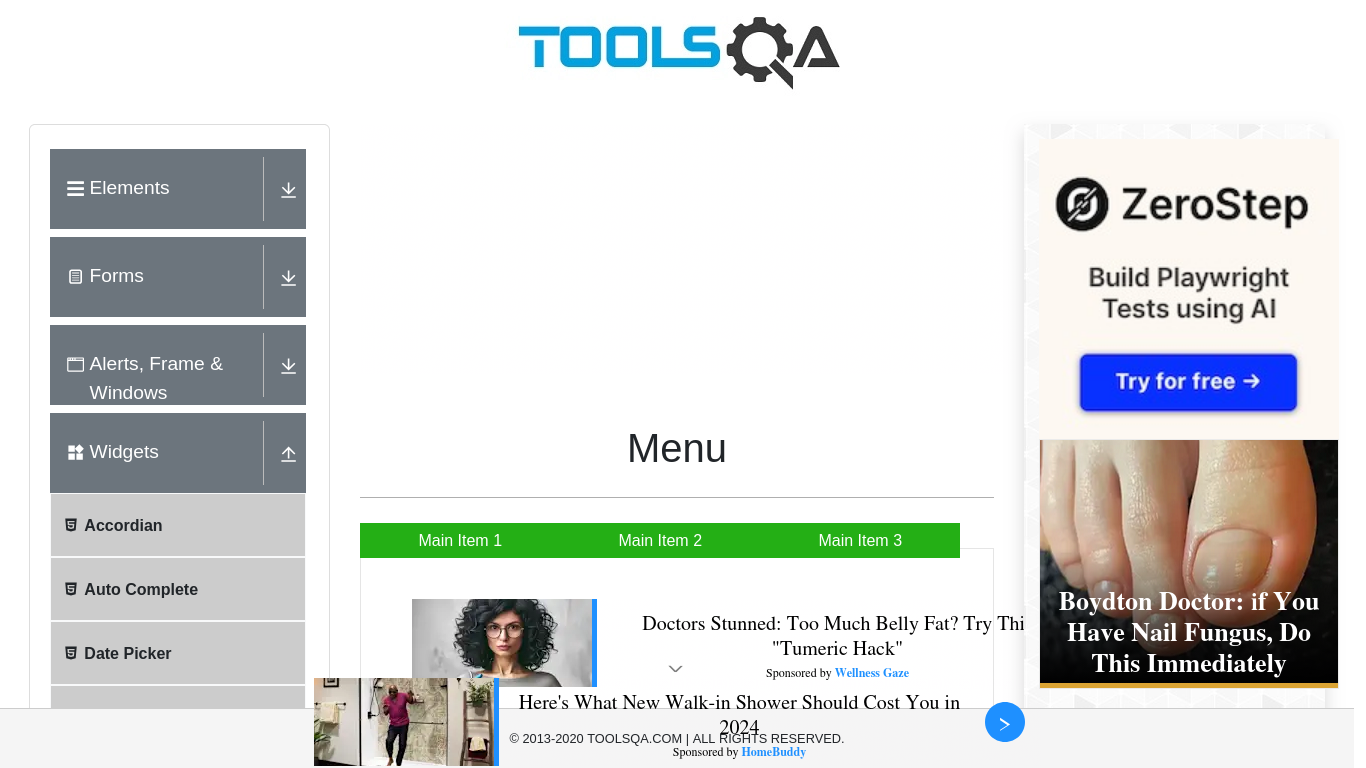 TOOLSQA
Elements
Forms
Alerts, Frame &
Windows
Widgets
Accordian
Auto Complete
Date Picker
Menu
Main Item 1
Main Item 2
Main Item 3
Doctors Stunned: Too Much Belly Fat? Try Thi
"Tumeric Hack"
Sponsored by Wellness Gaze
Here's What New Walk-in Shower Should Cost You in
2024
Sponsored by HomeBuddy
© 2013-2020 TOOLSQA.COM | ALL RIGHTS RESERVED.
ZeroStep
Build Playwright
Tests using AI
Try for free →
Boydton Doctor: if You
Have Nail Fungus, Do
This Immediately